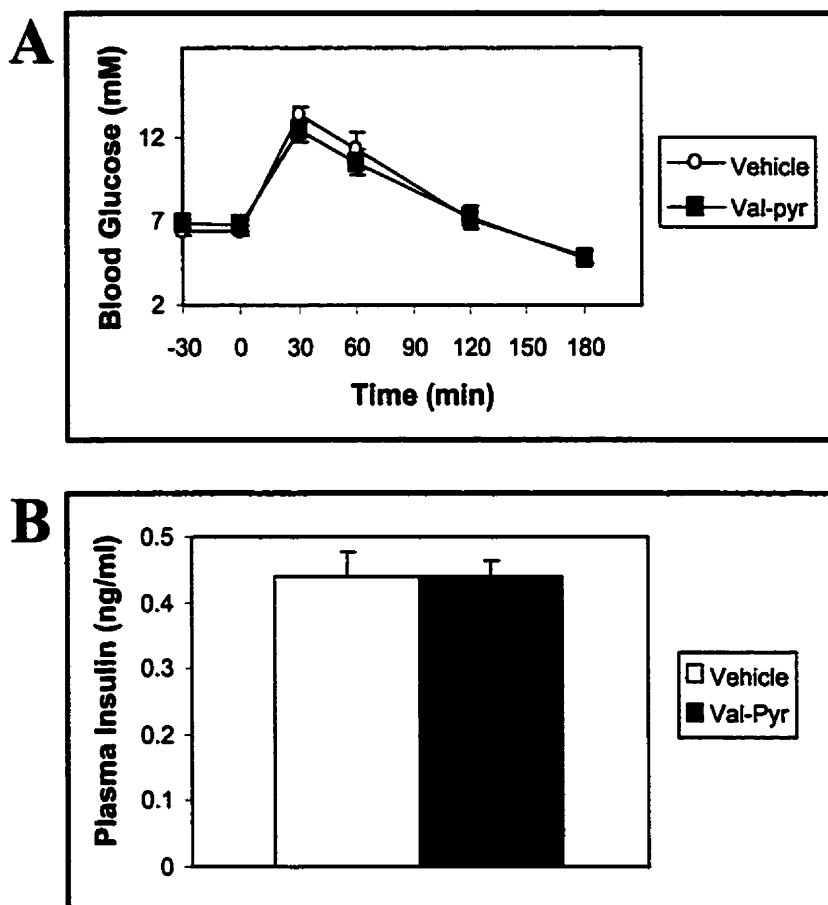 A
Blood Glucose (mM)
12
7
2
-30 0 30 60 90 120 150 180
Time (min)
Vehicle
Val-pyr
B
Plasma Insulin (ng/ml)
0.5
0.4
0.3
0.2
0.1
0
Vehicle
Val-Pyr